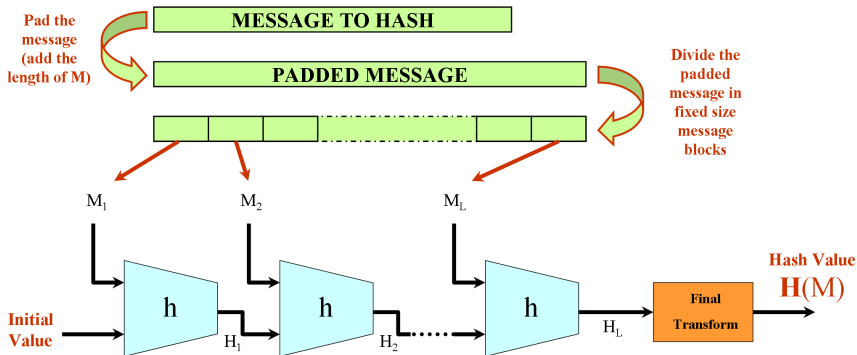 Pad the
message
(add the
length of M)
MESSAGE TO HASH
PADDED MESSAGE
Divide the
padded
message in
fixed size
message
blocks
M1
M2
ML
Initial
Value
h
H1
h
H2
h
HL
Final
Transform
Hash Value
H(M)